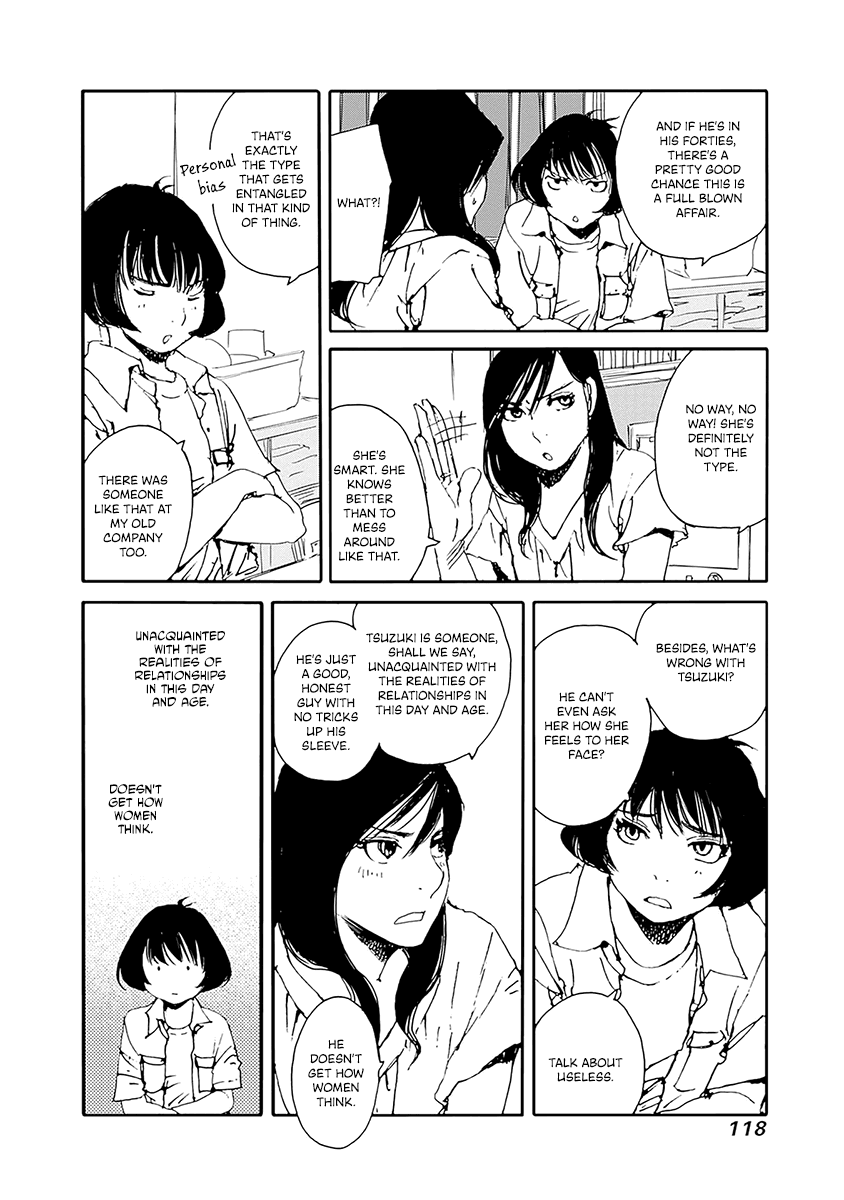 AND IF HE'S IN
HIS FORTIES,
THERE'S A
PRETTY GOOD
CHANCE THIS IS
A FULL BLOWN
AFFAIR.
WHAT?!
NO WAY, NO
WAY! SHE'S
DEFINITELY
NOT THE
TYPE.
SHE'S
SMART. SHE
KNOWS
BETTER
THAN TO
MESS
AROUND
LIKE THAT.
THAT'S
EXACTLY
THE TYPE
THAT GETS
ENTANGLED
IN THAT KIND
OF THING.
Personal
bias
THERE WAS
SOMEONE
LIKE THAT AT
MY OLD
COMPANY
TOO.
BESIDES, WHAT'S
WRONG WITH
TSUZUKI?
HE CAN'T
EVEN ASK
HER HOW SHE
FEELS TO HER
FACE?
TALK ABOUT
USELESS.
TSUZUKI IS SOMEONE,
SHALL WE SAY,
UNACQUAINTED WITH
THE REALITIES OF
RELATIONSHIPS IN
THIS DAY AND AGE.
HE'S JUST
A GOOD,
HONEST
GUY WITH
NO TRICKS
UP HIS
SLEEVE.
HE
DOESN'T
GET HOW
WOMEN
THINK.
UNACQUAINTED
WITH THE
REALITIES OF
RELATIONSHIPS
IN THIS DAY
AND AGE.
DOESN'T
GET HOW
WOMEN
THINK.
118